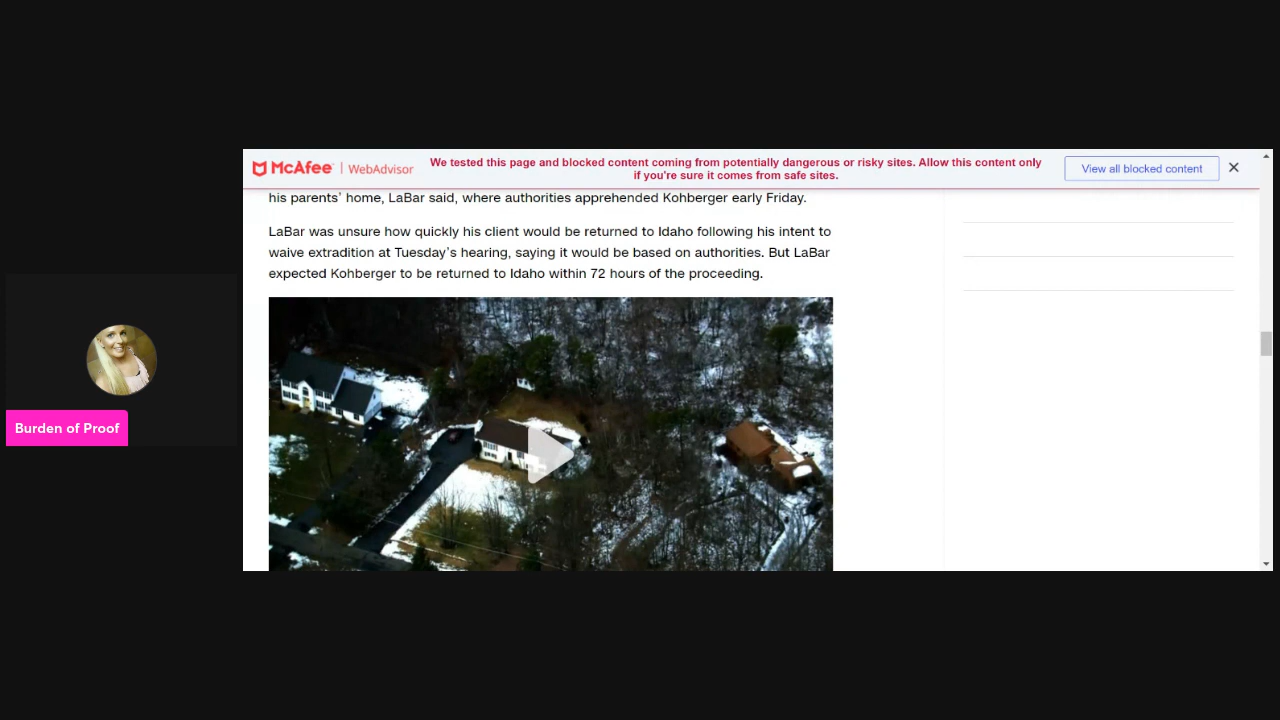 McAfee | WebAdvisor
We tested this page and blocked content coming from potentially dangerous or risky sites. Allow this content only
if you're sure it comes from safe sites.
View all blocked content
his parents' home, LaBar said, where authorities apprehended Kohberger early Friday.
LaBar was unsure how quickly his client would be returned to Idaho following his intent to
waive extradition at Tuesday's hearing, saying it would be based on authorities. But LaBar
expected Kohberger to be returned to Idaho within 72 hours of the proceeding.
Burden of Proof